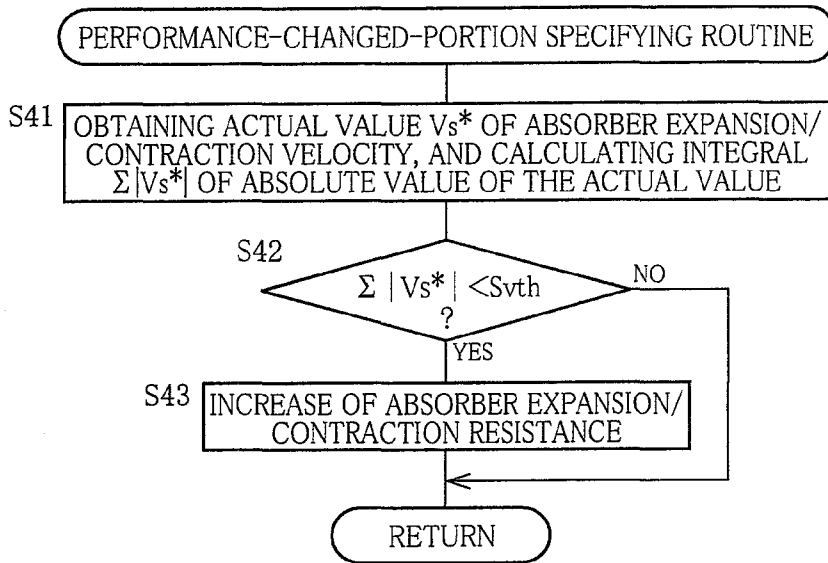 PERFORMANCE-CHANGED-PORTION SPECIFYING ROUTINE
S41
OBTAINING ACTUAL VALUE Vs* OF ABSORBER EXPANSION/
CONTRACTION VELOCITY, AND CALCULATING INTEGRAL
Σ|Vs*| OF ABSOLUTE VALUE OF THE ACTUAL VALUE
S42
Σ |Vs*| <Svth
?
NO
YES
S43
INCREASE OF ABSORBER EXPANSION/
CONTRACTION RESISTANCE
RETURN